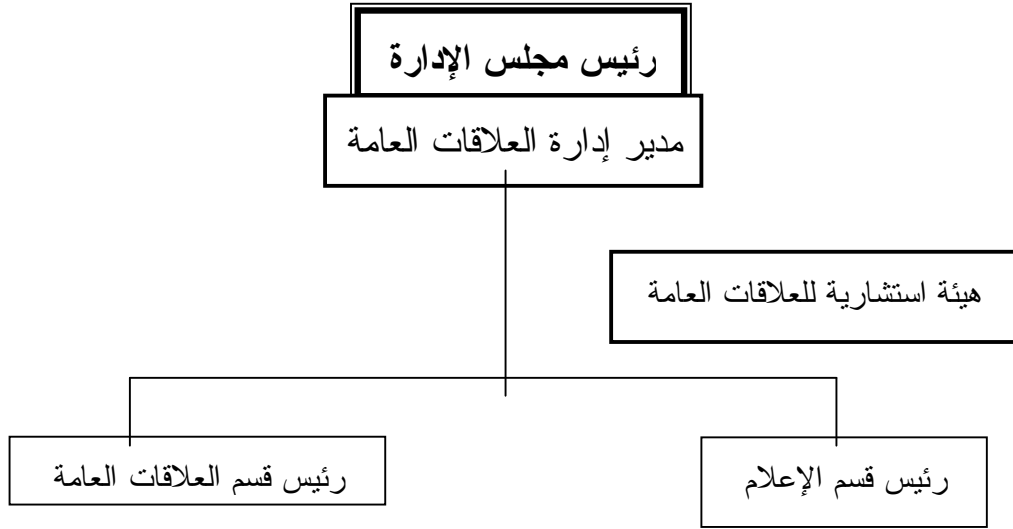 رئيس مجلس الإدارة
مدير إدارة العلاقات العامة
هيئة استشارية للعلاقات العامة
رئيس قسم الإعلام
رئيس قسم العلاقات العامة